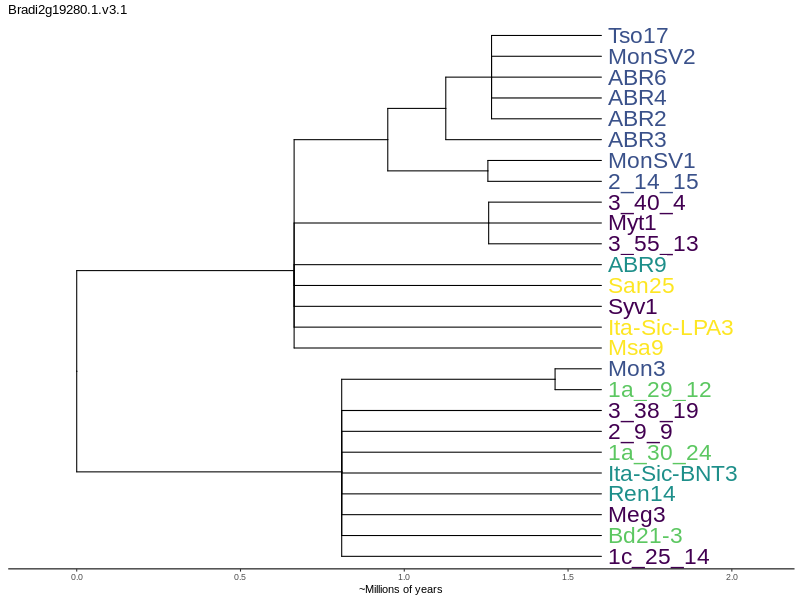 Bradi2g19280.1.v3.1
Tso17
MonSV2
ABR6
ABR4
ABR2
ABR3
MonSV1
2_14_15
3_40_4
Myt1
3_55_13
ABR9
San25
Syv1
Ita-Sic-LPA3
Msa9
Mon3
1a_29_12
3_38_19
2_9_9
1a_30_24
Ita-Sic-BNT3
Ren14
Meg3
Bd21-3
1c_25_14
0.0 0.5 1.0 1.5 2.0
~Millions of years